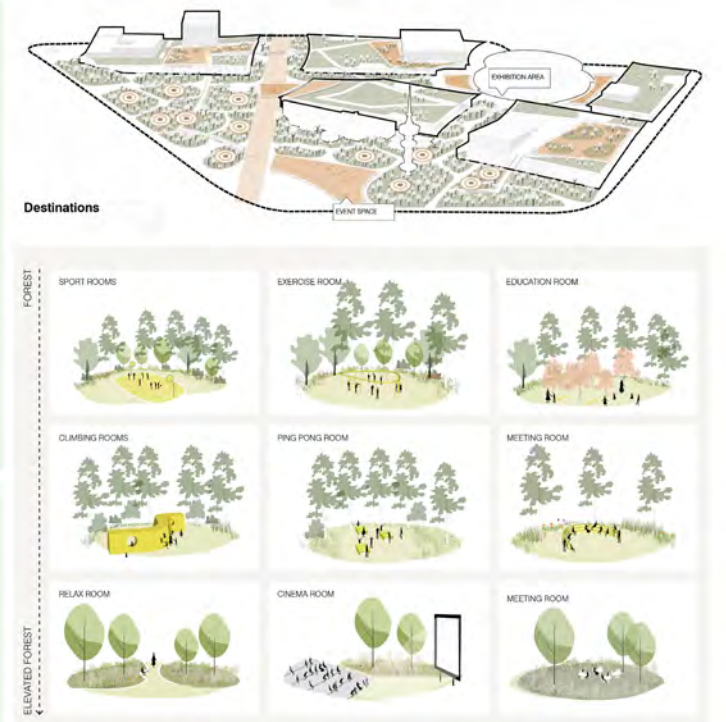 EXHIBITION AREA
Destinations
EVENT SPACE
FOREST
SPORT ROOMS
EXERCISE ROOM
EDUCATION ROOM
CLIMBING ROOMS
PING PONG ROOM
MEETING ROOM
RELAX ROOM
CINEMA ROOM
MEETING ROOM
ELEVATED FOREST